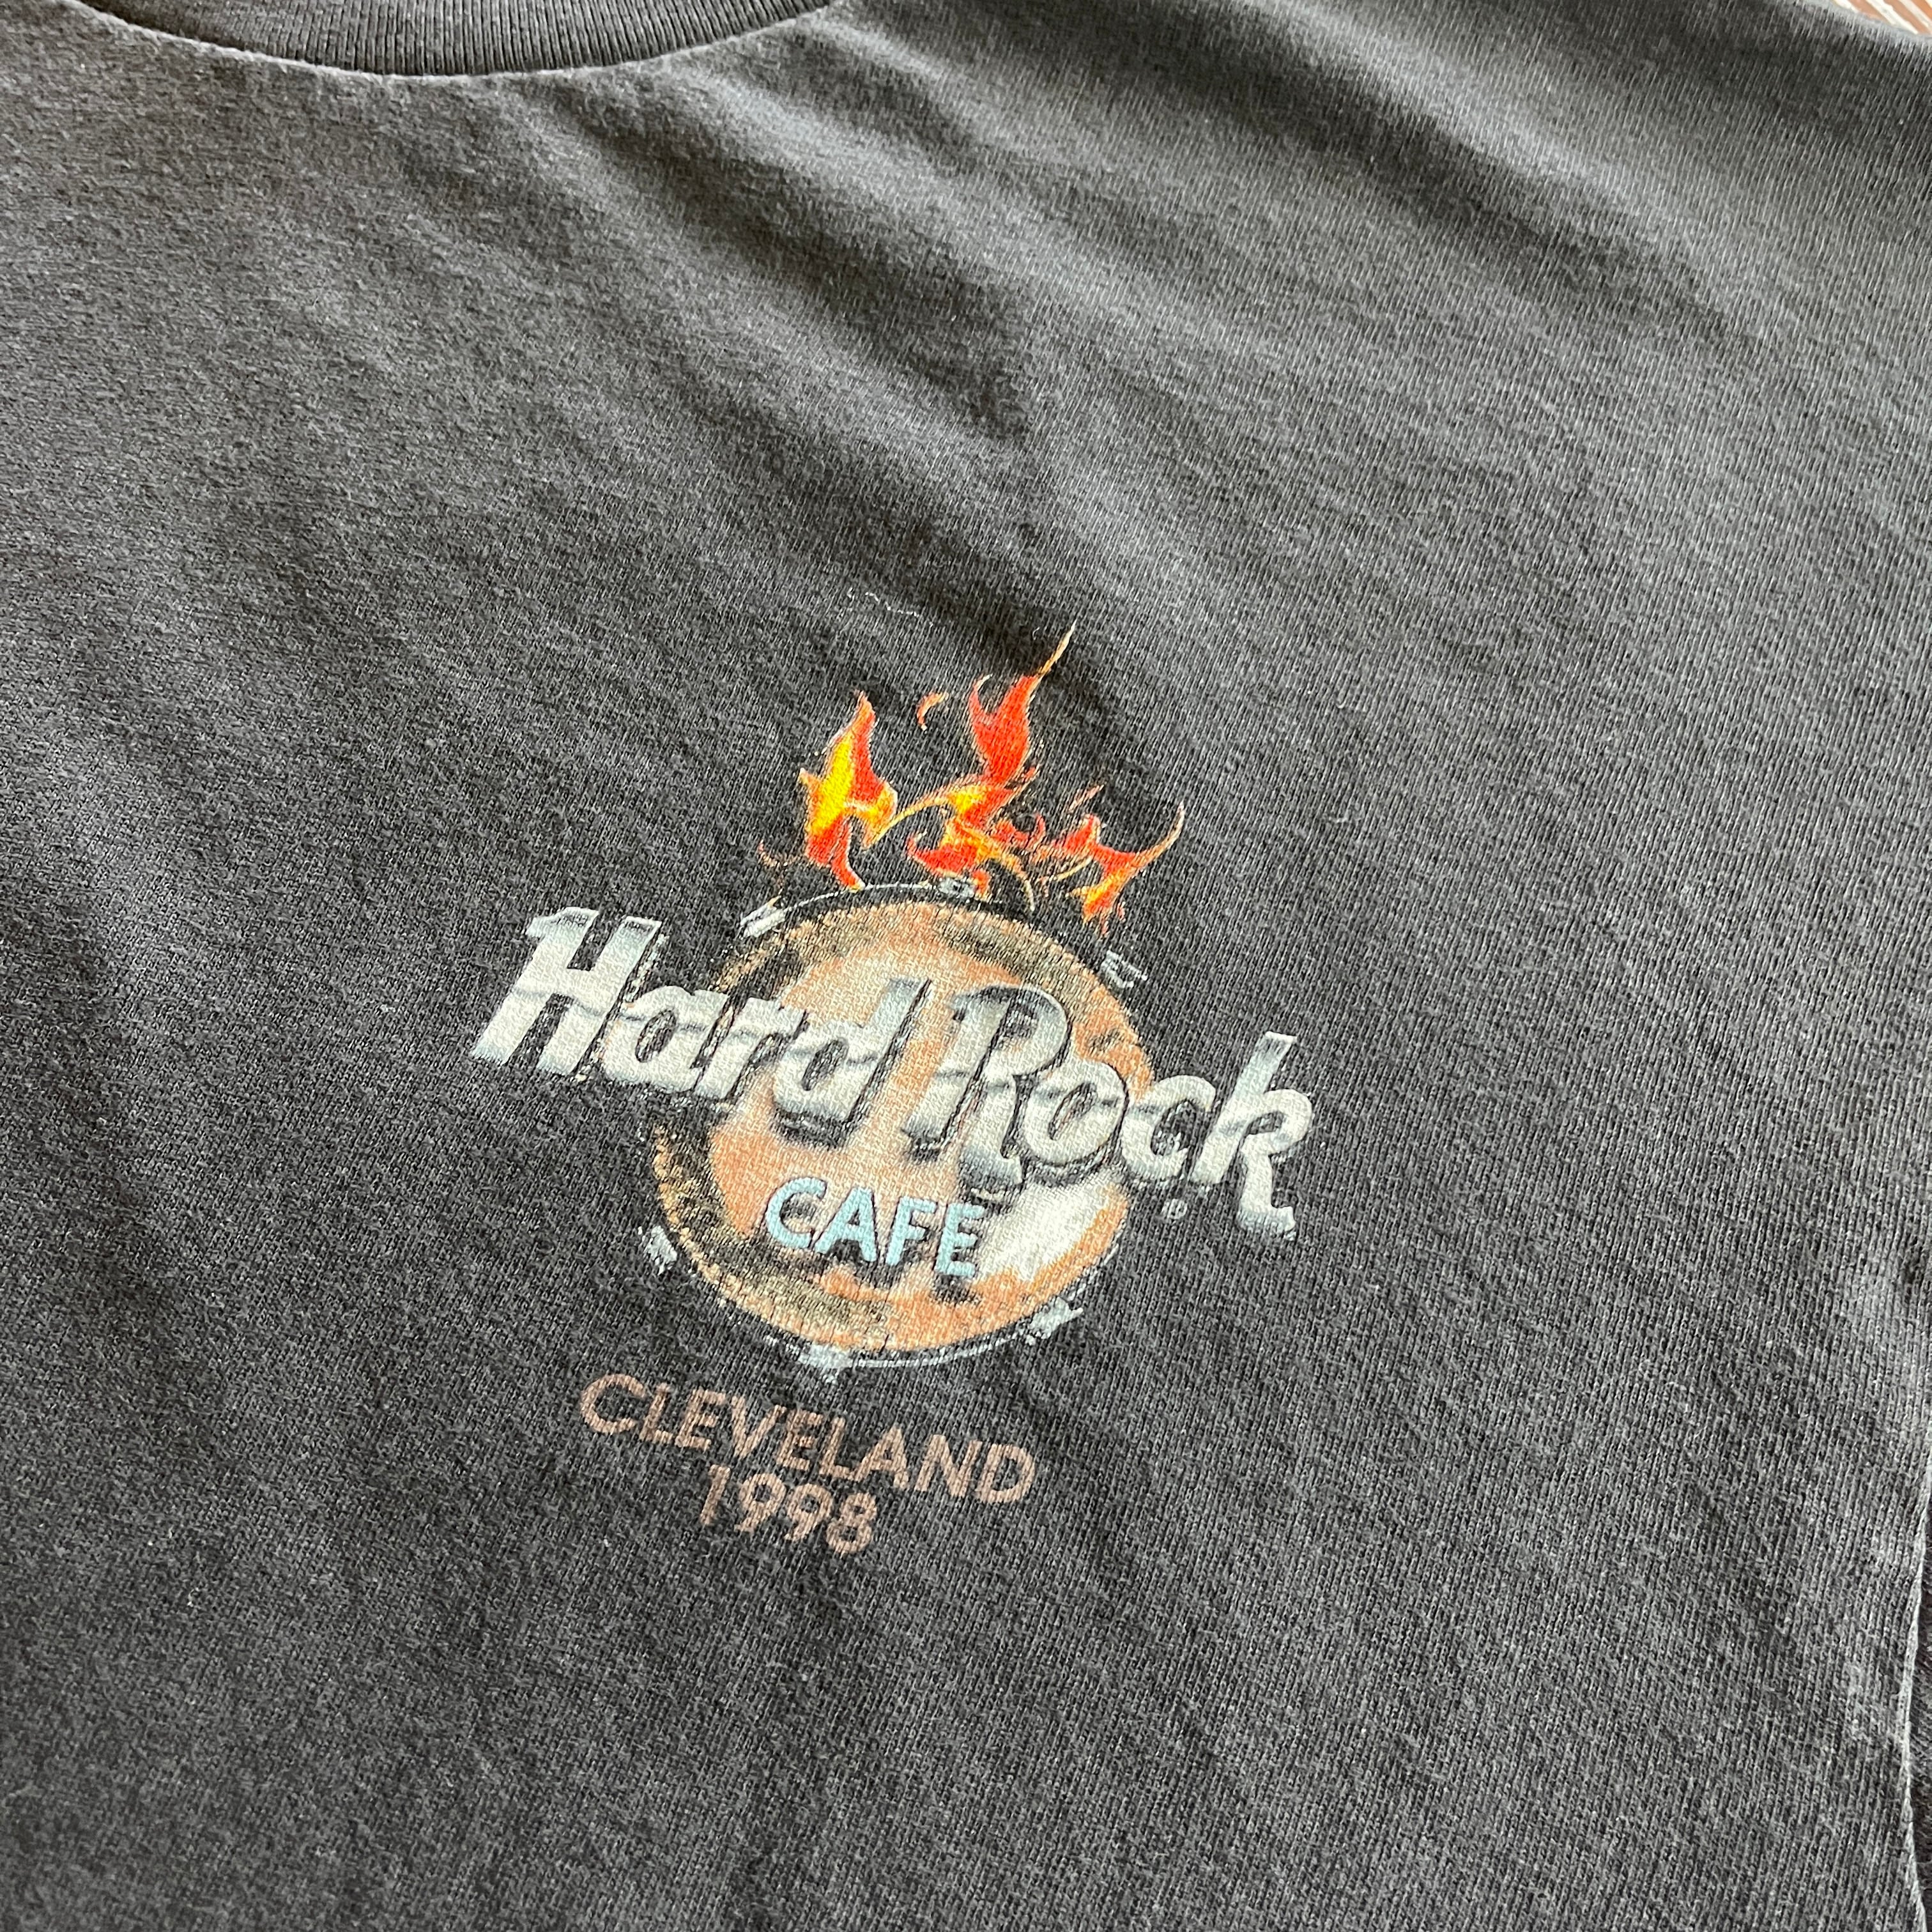 Hard Rock
CAFE
®
CLEVELAND
1998